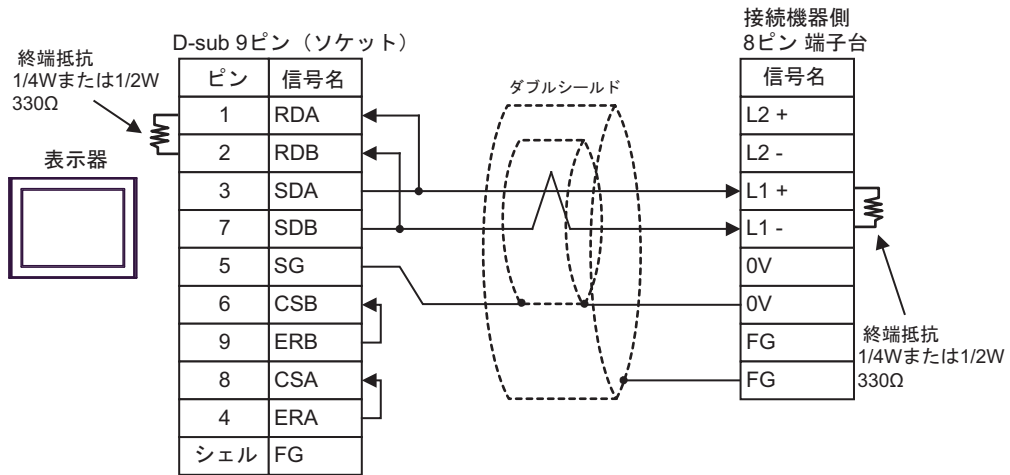 接続機器側
8ピン 端子台
D-sub 9ピン（ソケット）
終端抵抗
1/4Wまたは1/2W
330Ω
表示器
ダブルシールド
ピン 信号名
1 RDA
2 RDB
3 SDA
7 SDB
5 SG
6 CSB
9 ERB
8 CSA
4 ERA
シェル FG
信号名
L2 +
L2 -
L1 +
L1 -
0V
0V
FG
FG
終端抵抗
1/4Wまたは1/2W
330Ω